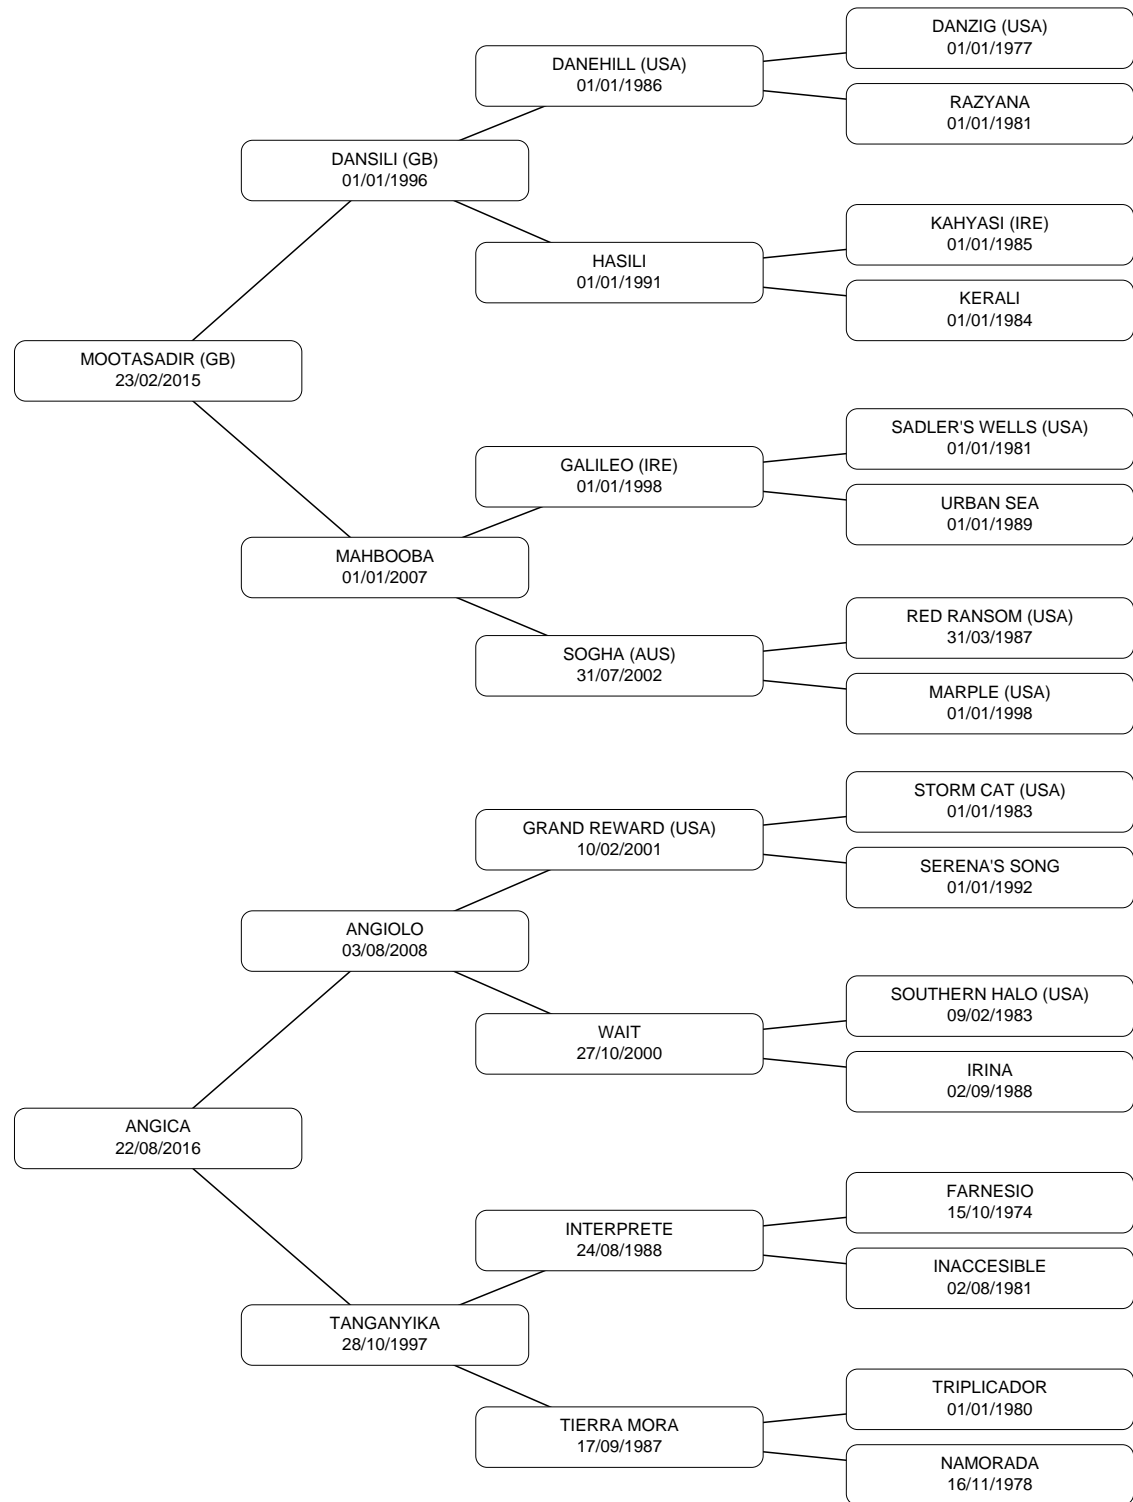 DANZIG (USA)
01/01/1977
DANEHILL (USA)
01/01/1986
RAZYANA
01/01/1981
DANSILI (GB)
01/01/1996
KAHYASI (IRE)
01/01/1985
HASILI
01/01/1991
KERALI
01/01/1984
MOOTASADIR (GB)
23/02/2015
SADLER'S WELLS (USA)
01/01/1981
GALILEO (IRE)
01/01/1998
URBAN SEA
01/01/1989
MAHBOOBA
01/01/2007
RED RANSOM (USA)
31/03/1987
SOGHA (AUS)
31/07/2002
MARPLE (USA)
01/01/1998
STORM CAT (USA)
01/01/1983
GRAND REWARD (USA)
10/02/2001
SERENA'S SONG
01/01/1992
ANGIOLO
03/08/2008
SOUTHERN HALO (USA)
09/02/1983
WAIT
27/10/2000
IRINA
02/09/1988
ANGICA
22/08/2016
FARNESIO
15/10/1974
INTERPRETE
24/08/1988
INACCESIBLE
02/08/1981
TANGANYIKA
28/10/1997
TRIPLICADOR
01/01/1980
TIERRA MORA
17/09/1987
NAMORADA
16/11/1978